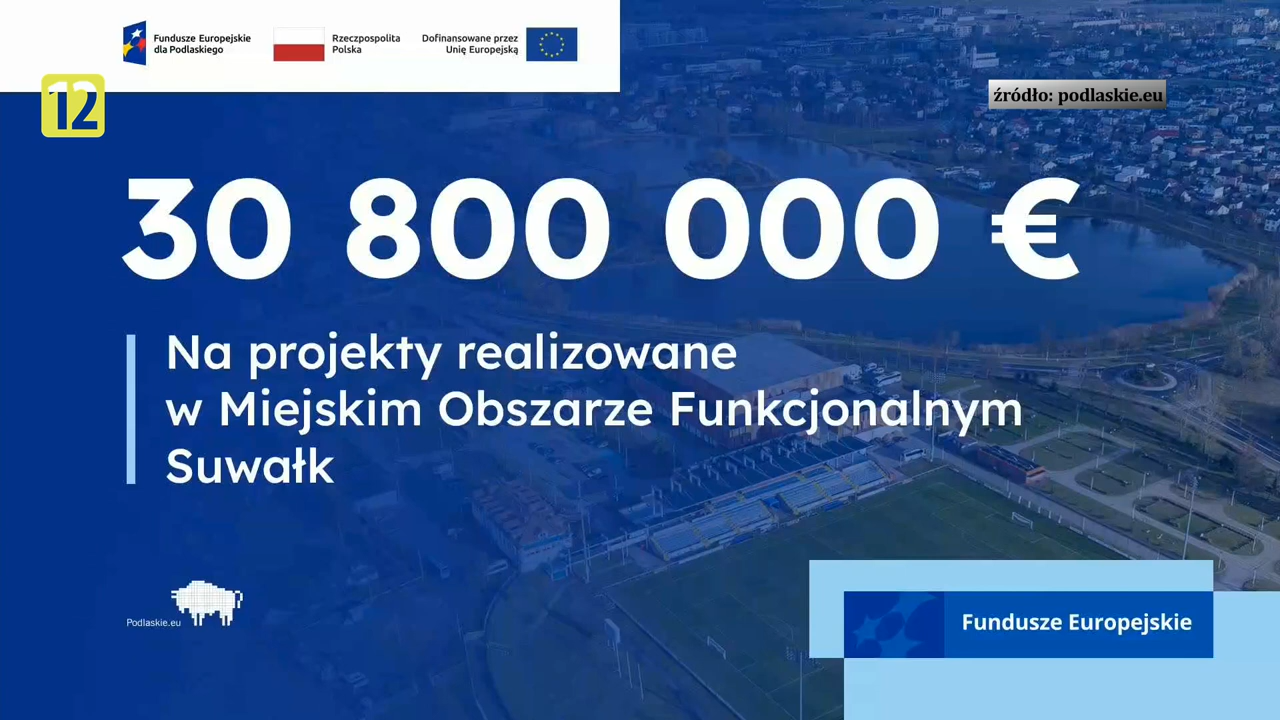 Fundusze Europejskie
dla Podlaskiego
Rzeczpospolita
Polska
Dofinansowane przez
Unię Europejską
12
źródło: podlaskie.eu
30 800 000 €
Na projekty realizowane
w Miejskim Obszarze Funkcjonalnym
Suwałk
Podlaskie.eu
Fundusze Europejskie